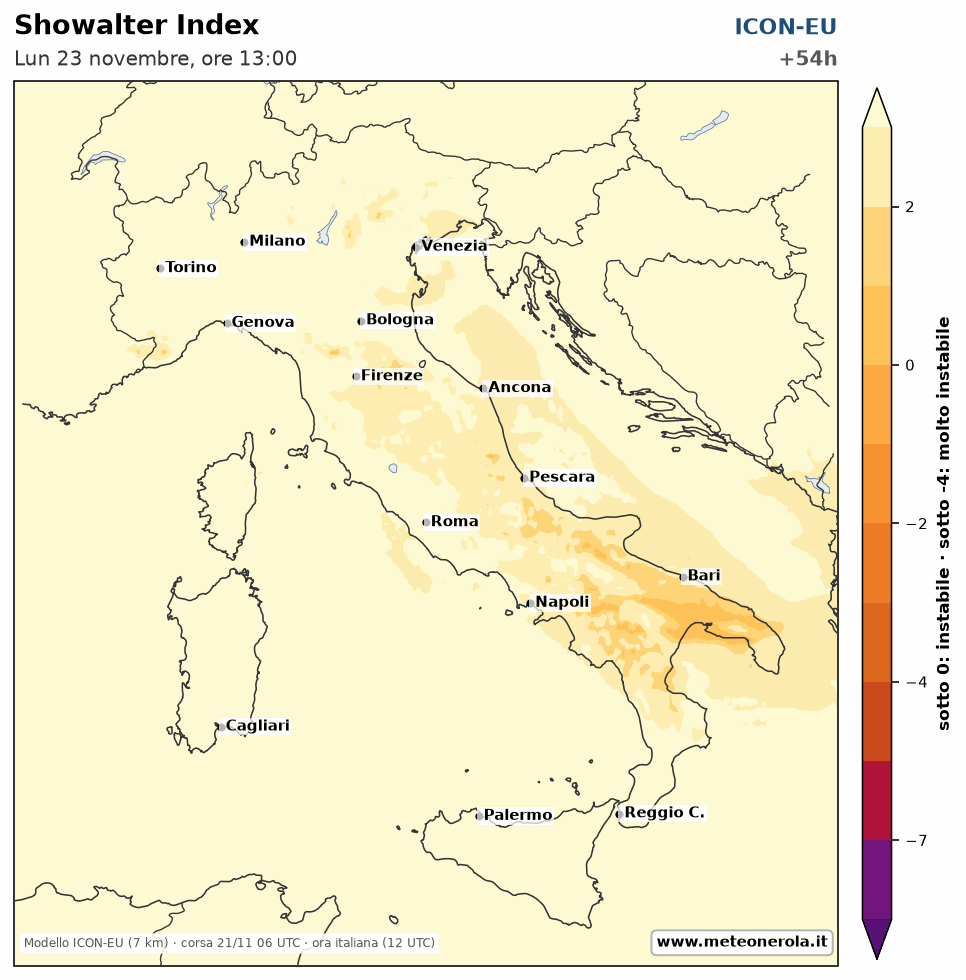 Showalter Index
ICON-EU
Lun 23 novembre, ore 13:00
+54h
Milano
Venezia
Torino
Genova
Bologna
Firenze
Ancona
Pescara
Roma
Bari
Napoli
Cagliari
Palermo
Reggio C.
2
0
−2
−4
−7
sotto 0: instabile · sotto -4: molto instabile
Modello ICON-EU (7 km) · corsa 21/11 06 UTC · ora italiana (12 UTC)
www.meteonerola.it